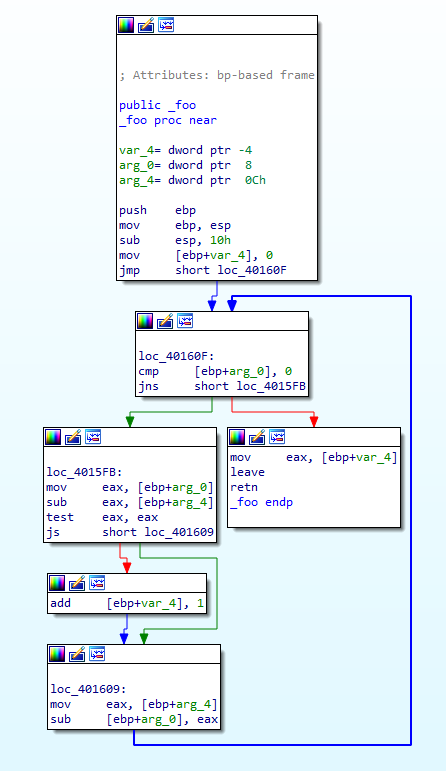 ; Attributes: bp-based frame
public _foo
_foo proc near
var_4= dword ptr -4
arg_0= dword ptr  8
arg_4= dword ptr  0Ch
push    ebp
mov     ebp, esp
sub     esp, 10h
mov     [ebp+var_4], 0
jmp     short loc_40160F
loc_40160F:
cmp     [ebp+arg_0], 0
jns     short loc_4015FB
loc_4015FB:
mov     eax, [ebp+arg_0]
sub     eax, [ebp+arg_4]
test    eax, eax
js      short loc_401609
mov     eax, [ebp+var_4]
leave
retn
_foo endp
add     [ebp+var_4], 1
loc_401609:
mov     eax, [ebp+arg_4]
sub     [ebp+arg_0], eax